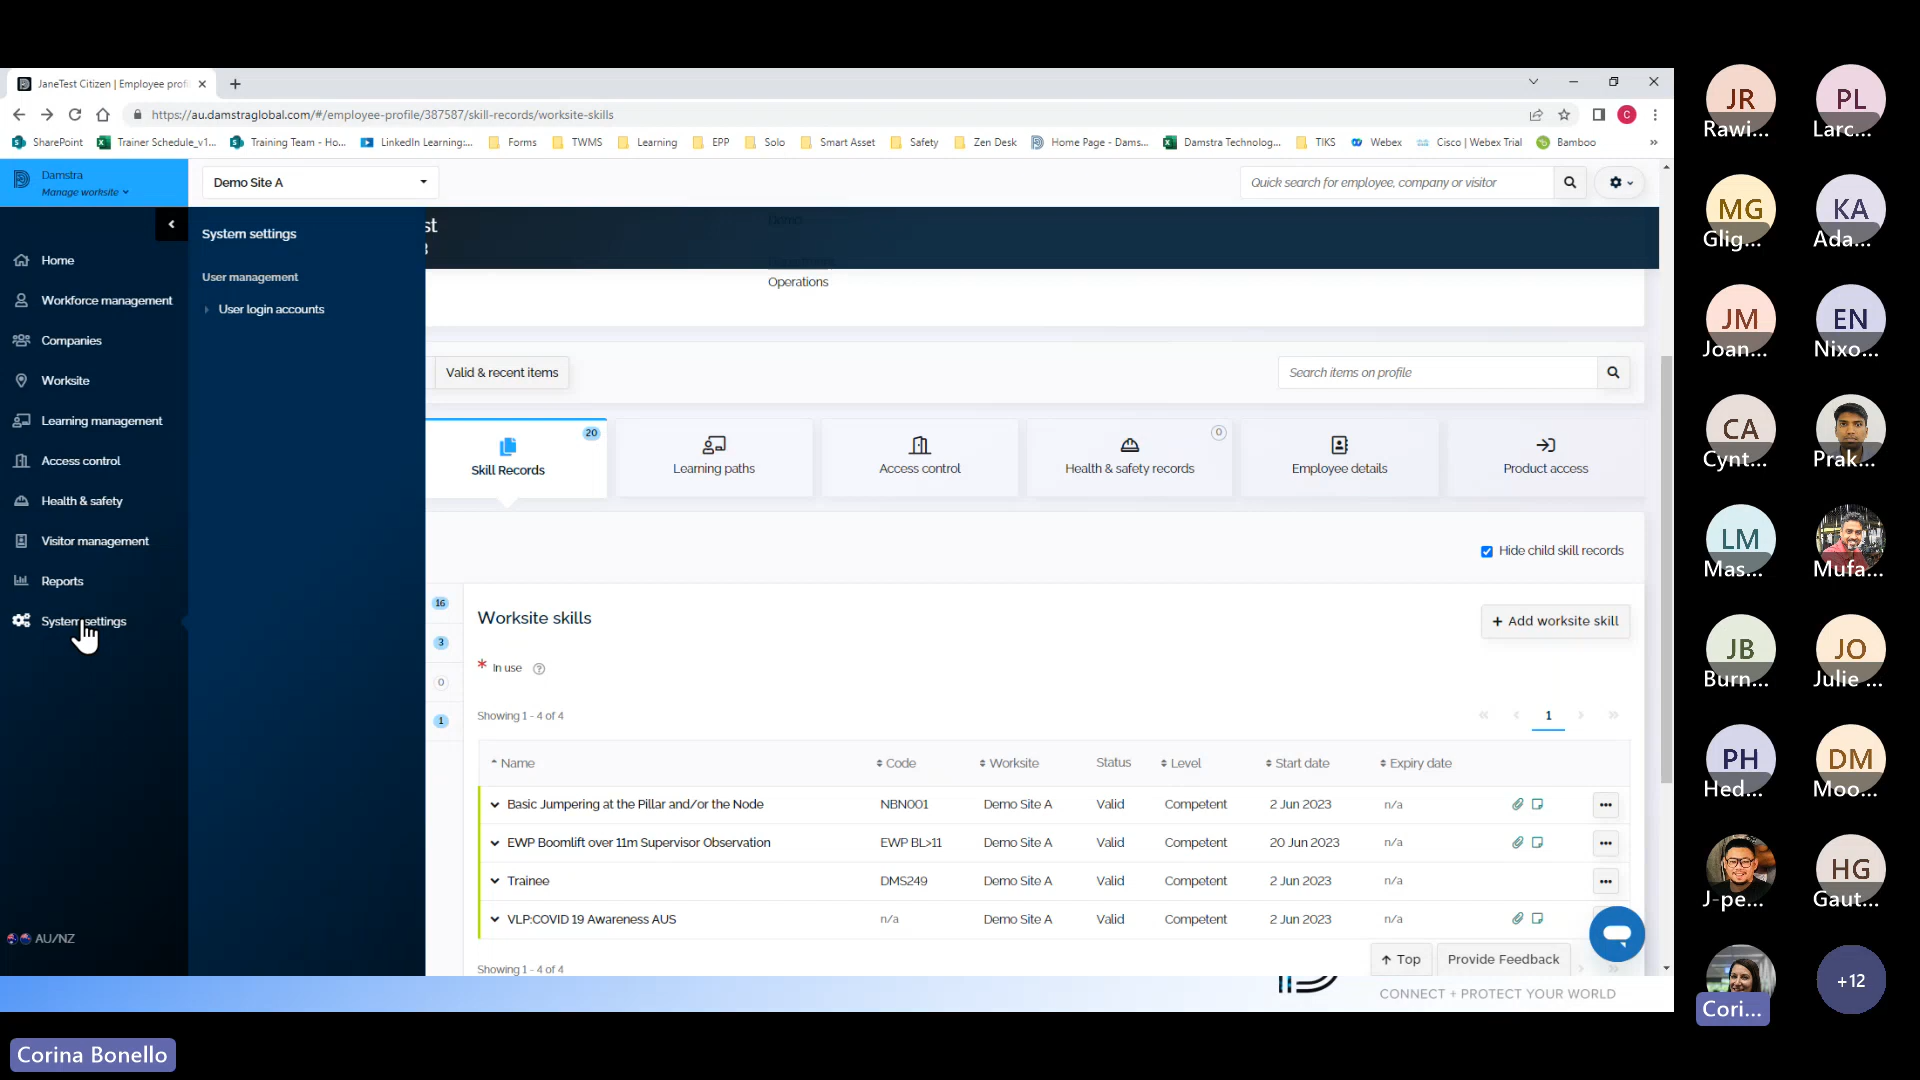 JaneTest Citizen | Employee profi
https://au.damstraglobal.com/#/employee-profile/387587/skill-records/worksite-skills
C
SharePoint
Trainer Schedule_v1...
Training Team - Ho...
LinkedIn Learning:...
Forms
TWMS
Learning
EPP
Solo
Smart Asset
Safety
Zen Desk
Home Page - Dams...
Damstra Technolog...
TIKS
Webex
Cisco | Webex Trial
Bamboo
»
Damstra
Manage worksite
Demo Site A
Quick search for employee, company or visitor
Home
Workforce management
Companies
Worksite
Learning management
Access control
Health & safety
Visitor management
Reports
System settings
AU/NZ
System settings
User management
User login accounts
st
Demo
Operations
Valid & recent items
Search items on profile
Skill Records
20
Learning paths
Access control
Health & safety records
0
Employee details
Product access
Hide child skill records
16
3
0
1
Worksite skills
+ Add worksite skill
* In use ?
Showing 1 - 4 of 4
« ‹ 1 › »
Name Code Worksite Status Level Start date Expiry date
Basic Jumpering at the Pillar and/or the Node NBN001 Demo Site A Valid Competent 2 Jun 2023 n/a
EWP Boomlift over 11m Supervisor Observation EWP BL>11 Demo Site A Valid Competent 20 Jun 2023 n/a
Trainee DMS249 Demo Site A Valid Competent 2 Jun 2023 n/a
VLP:COVID 19 Awareness AUS n/a Demo Site A Valid Competent 2 Jun 2023 n/a
Showing 1 - 4 of 4
Top
Provide Feedback
CONNECT + PROTECT YOUR WORLD
Corina Bonello
JR
Rawi...
PL
Larc...
MG
Glig...
KA
Ada...
JM
Joan...
EN
Nixo...
CA
Cynt...
Prak...
LM
Mas...
Mufa...
JB
Burn...
JO
Julie ...
PH
Hed...
DM
Moo...
J-pe...
HG
Gaut...
Cori...
+12